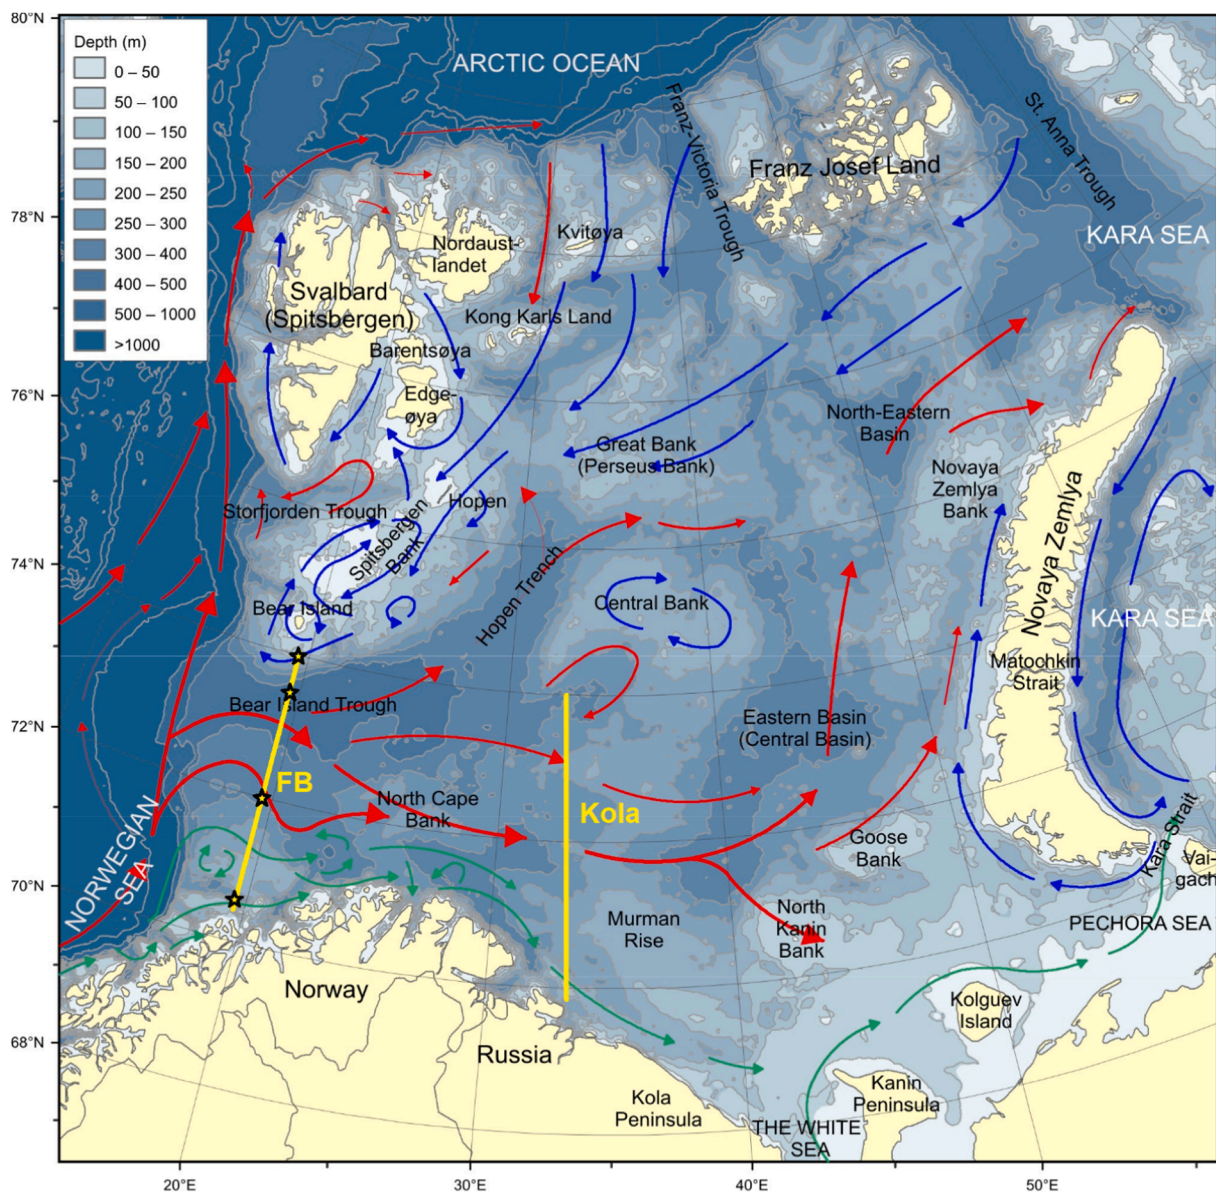 80°N
78°N
76°N
74°N
72°N
70°N
68°N
20°E
30°E
40°E
50°E
Depth (m)
0 – 50
50 – 100
100 – 150
150 – 200
200 – 250
250 – 300
300 – 400
400 – 500
500 – 1000
>1000
ARCTIC OCEAN
Franz-Victoria Trough
St. Anna Trough
Franz Josef Land
KARA SEA
Kvitøya
Nordaust-
landet
Svalbard
(Spitsbergen)
Kong Karls Land
Barentsøya
Edge-
øya
North-Eastern
Basin
Great Bank
(Perseus Bank)
Novaya
Zemlya
Bank
Novaya Zemlya
Storfjorden Trough
Hopen
Spitsbergen
Bank
Hopen Trench
Bear Island
Central Bank
KARA SEA
Matochkin
Strait
Bear Island Trough
Eastern Basin
(Central Basin)
FB
North Cape
Bank
Kola
NORWEGIAN
SEA
Goose
Bank
Kara Strait
Vai-
gach
Murman
Rise
North
Kanin
Bank
PECHORA SEA
Norway
Kolguev
Island
Russia
Kola
Peninsula
Kanin
Peninsula
THE WHITE
SEA